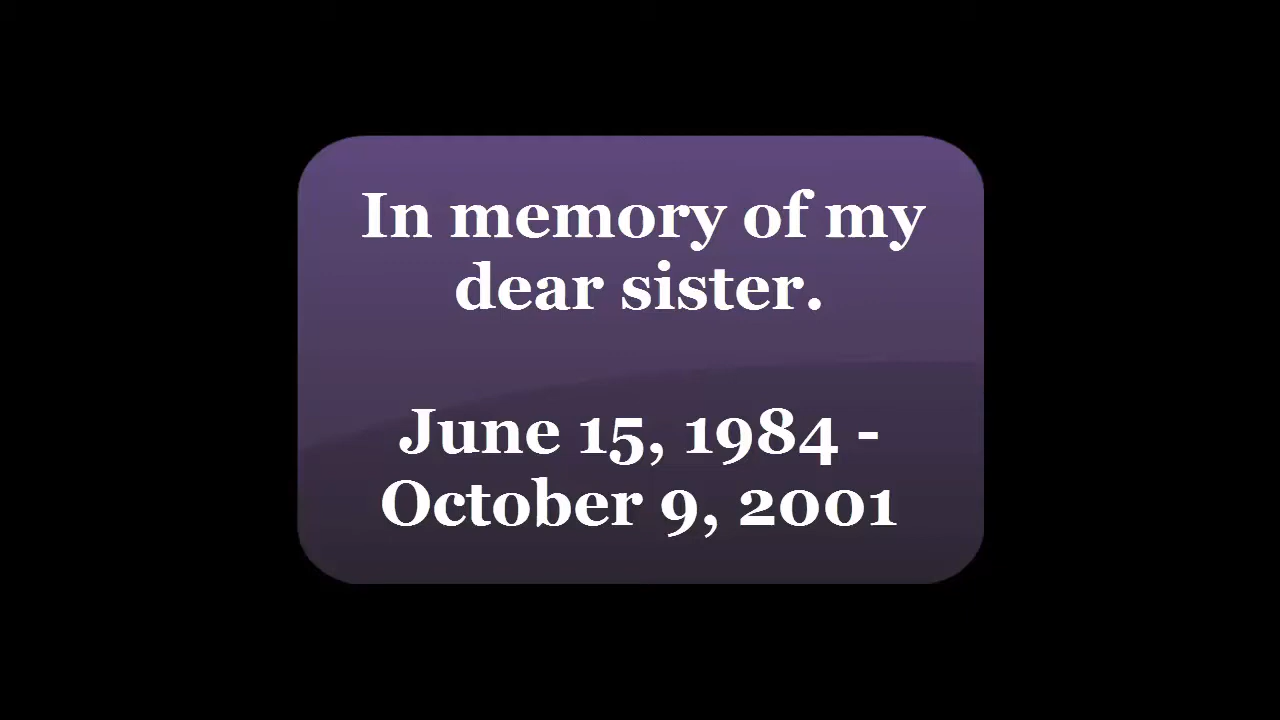 In memory of my
dear sister.
June 15, 1984 -
October 9, 2001